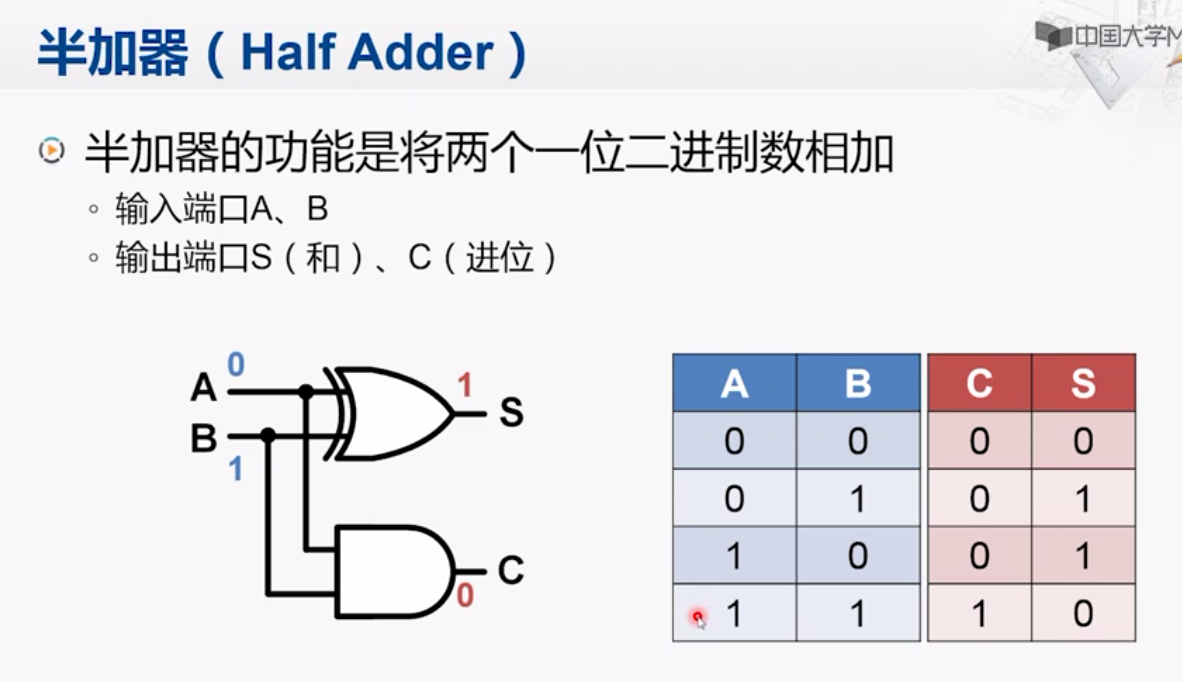 半加器（Half Adder）
中国大学M
半加器的功能是将两个一位二进制数相加
输入端口A、B
输出端口S（和）、C（进位）
0
A
1
S
B
1
C
0
A B C S
0 0 0 0
0 1 0 1
1 0 0 1
1 1 1 0